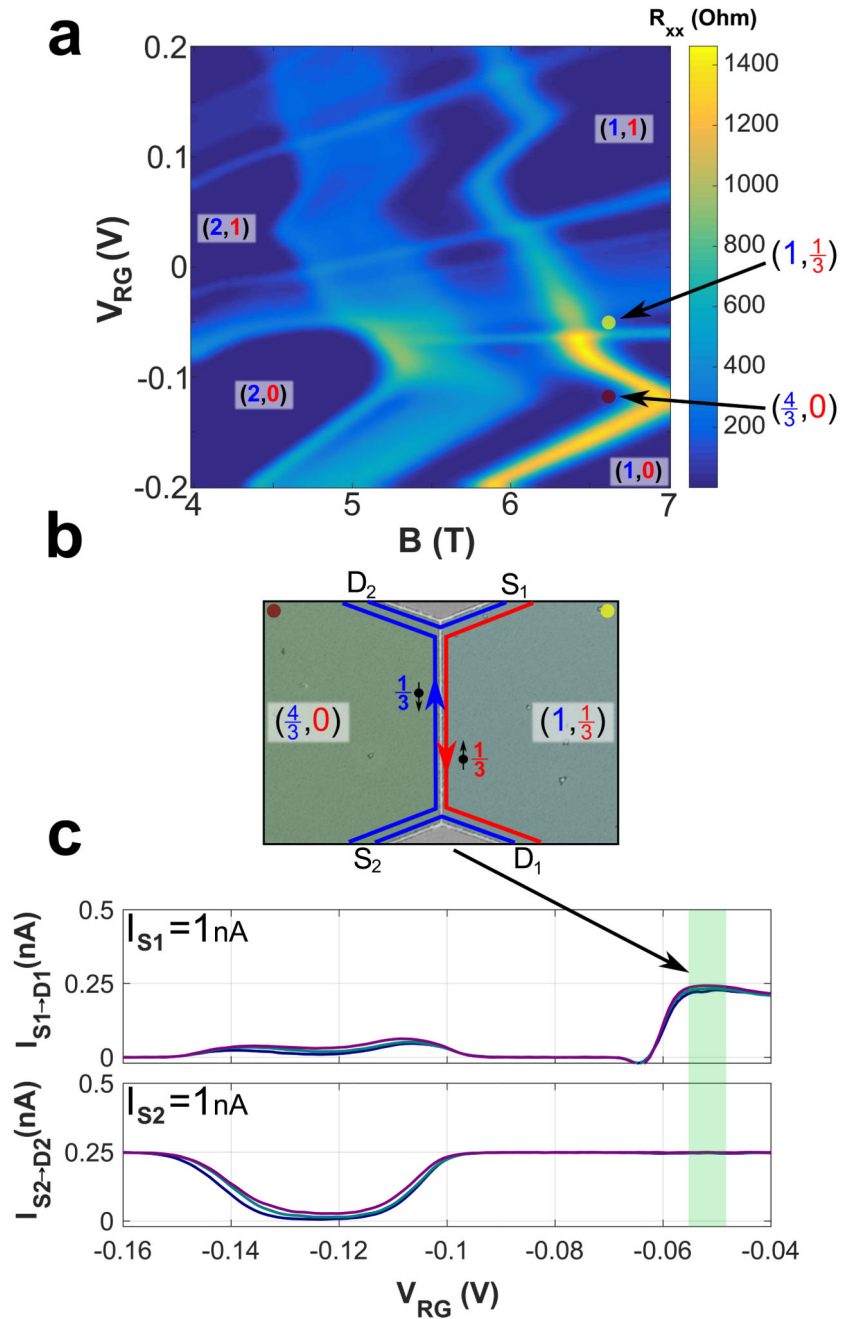 a
R_xx (Ohm)
0.2
0.1
0
-0.1
-0.2
V_RG (V)
4
5
6
7
B (T)
1400
1200
1000
800
600
400
200
(1,1)
(2,1)
(2,0)
(1,0)
(1,1/3)
(4/3,0)
b
D₂
S₁
1/3
(4/3,0)
(1,1/3)
1/3
S₂
D₁
c
I_S1=1nA
I_S1→D1(nA)
0.5
0.25
0
I_S2=1nA
I_S2→D2(nA)
0.5
0.25
0
-0.16
-0.14
-0.12
-0.1
-0.08
-0.06
-0.04
V_RG (V)